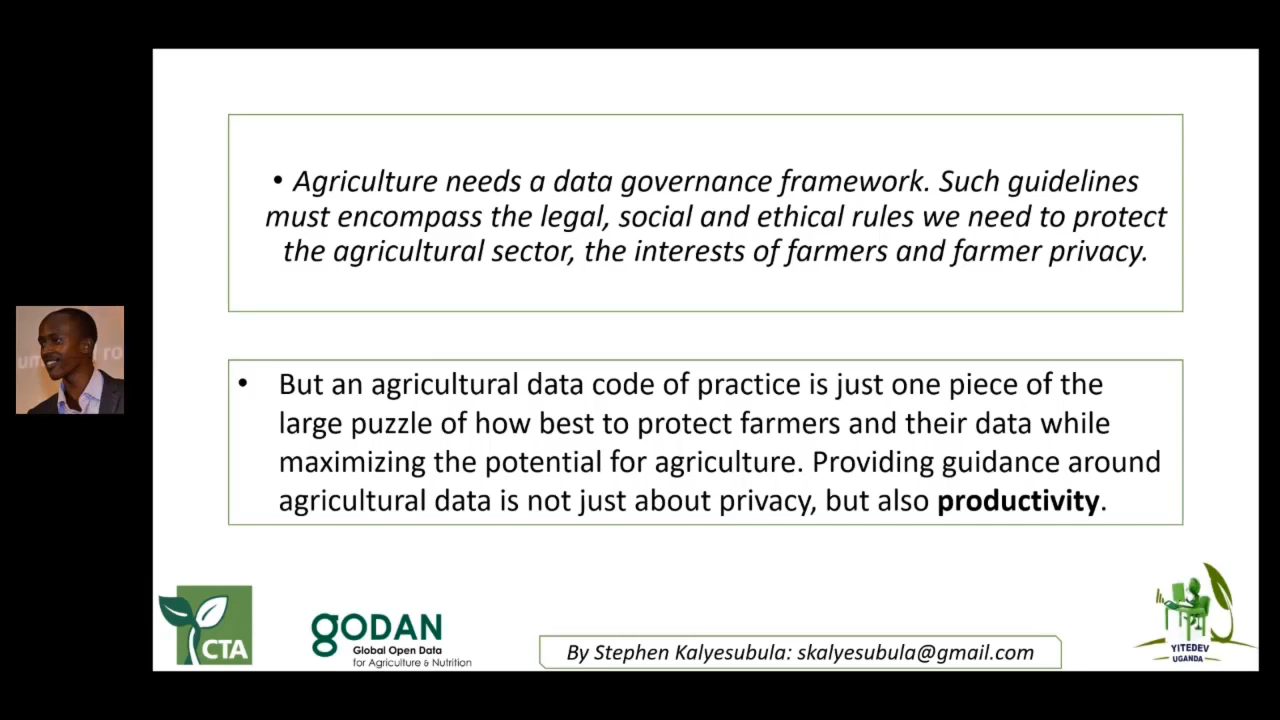 • Agriculture needs a data governance framework. Such guidelines
must encompass the legal, social and ethical rules we need to protect
the agricultural sector, the interests of farmers and farmer privacy.
• But an agricultural data code of practice is just one piece of the
large puzzle of how best to protect farmers and their data while
maximizing the potential for agriculture. Providing guidance around
agricultural data is not just about privacy, but also productivity.
CTA
gODAN
Global Open Data
for Agriculture & Nutrition
By Stephen Kalyesubula: skalyesubula@gmail.com
YITEDEV
UGANDA